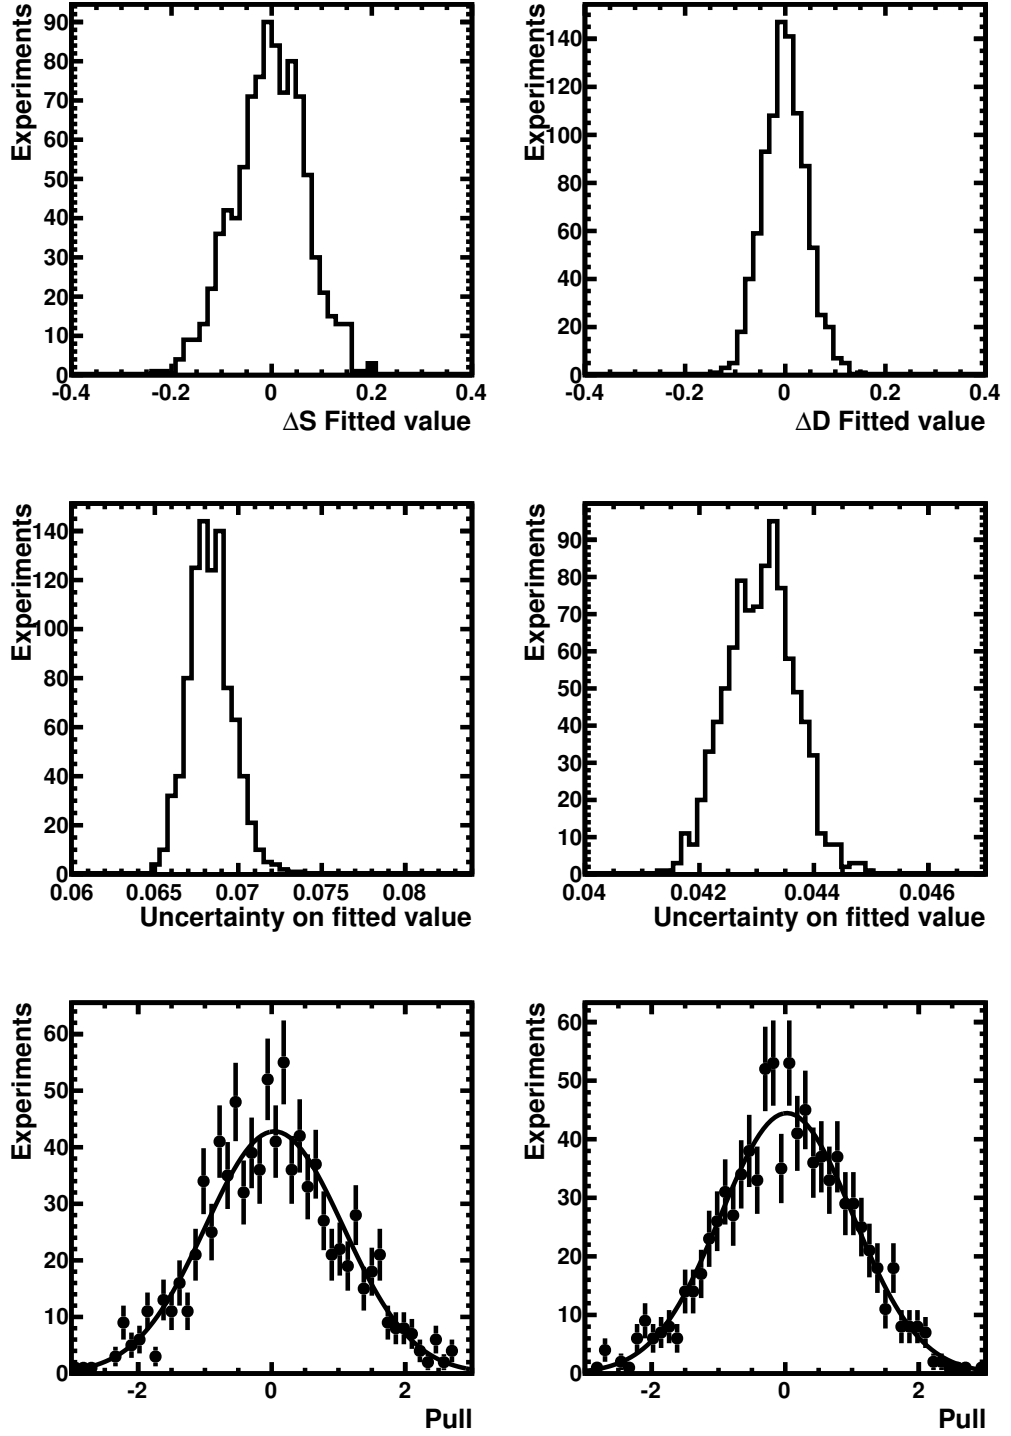 Experiments
90
80
70
60
50
40
30
20
10
0
-0.4 -0.2 0 0.2 0.4
ΔS Fitted value
Experiments
140
120
100
80
60
40
20
0
-0.4 -0.2 0 0.2 0.4
ΔD Fitted value
Experiments
140
120
100
80
60
40
20
0
0.06 0.065 0.07 0.075 0.08
Uncertainty on fitted value
Experiments
90
80
70
60
50
40
30
20
10
0
0.04 0.042 0.044 0.046
Uncertainty on fitted value
Experiments
60
50
40
30
20
10
0
-2 0 2
Pull
Experiments
60
50
40
30
20
10
0
-2 0 2
Pull